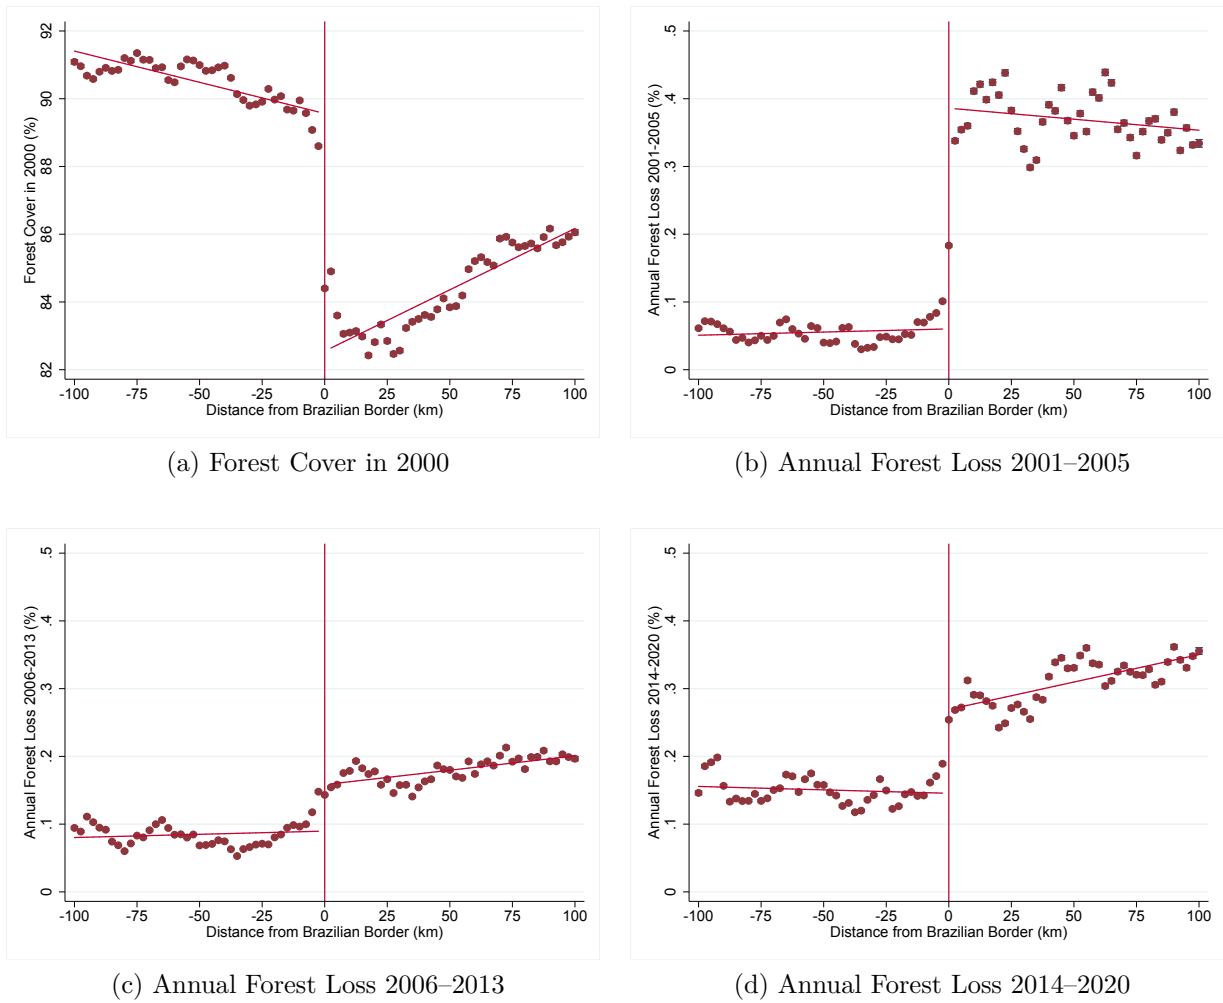 Forest Cover in 2000 (%)
92
90
88
86
84
82
-100 -75 -50 -25 0 25 50 75 100
Distance from Brazilian Border (km)
(a) Forest Cover in 2000
Annual Forest Loss 2001-2005 (%)
.5
.4
.3
.2
.1
0
-100 -75 -50 -25 0 25 50 75 100
Distance from Brazilian Border (km)
(b) Annual Forest Loss 2001–2005
Annual Forest Loss 2006-2013 (%)
.5
.4
.3
.2
.1
0
-100 -75 -50 -25 0 25 50 75 100
Distance from Brazilian Border (km)
(c) Annual Forest Loss 2006–2013
Annual Forest Loss 2014-2020 (%)
.5
.4
.3
.2
.1
0
-100 -75 -50 -25 0 25 50 75 100
Distance from Brazilian Border (km)
(d) Annual Forest Loss 2014–2020